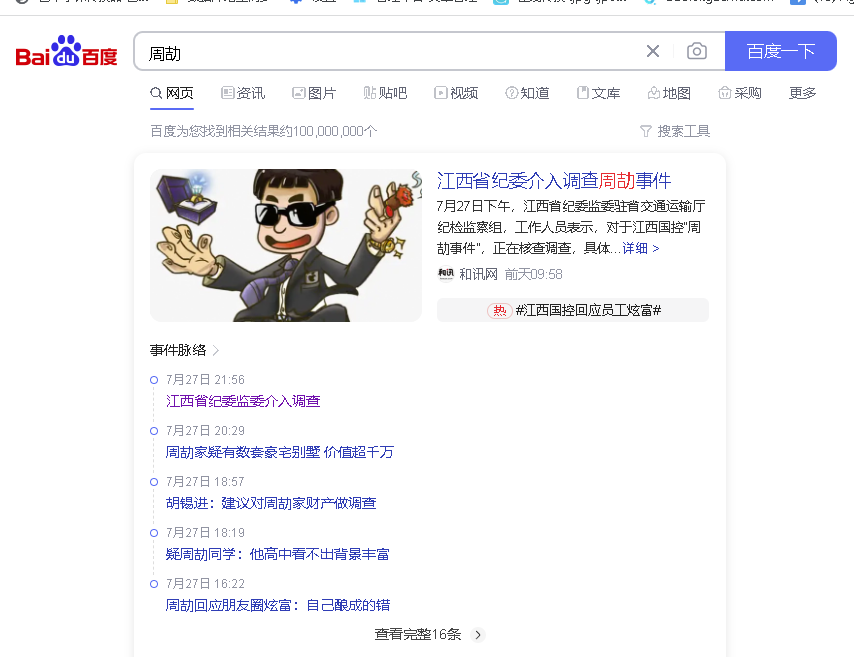 Bai du 百度
周劼
百度一下
网页 资讯 图片 贴吧 视频 知道 文库 地图 采购 更多
百度为您找到相关结果约100,000,000个
搜索工具
江西省纪委介入调查周劼事件
7月27日下午，江西省纪委监委驻省交通运输厅
纪检监察组，工作人员表示，对于江西国控“周
劼事件”，正在核查调查，具体...详细 >
和讯 和讯网 前天09:58
热 #江西国控回应员工炫富#
事件脉络
7月27日 21:56
江西省纪委监委介入调查
7月27日 20:29
周劼家疑有数套豪宅别墅 价值超千万
7月27日 18:57
胡锡进：建议对周劼家财产做调查
7月27日 18:19
疑周劼同学：他高中看不出背景丰富
7月27日 16:22
周劼回应朋友圈炫富：自己酿成的错
查看完整16条